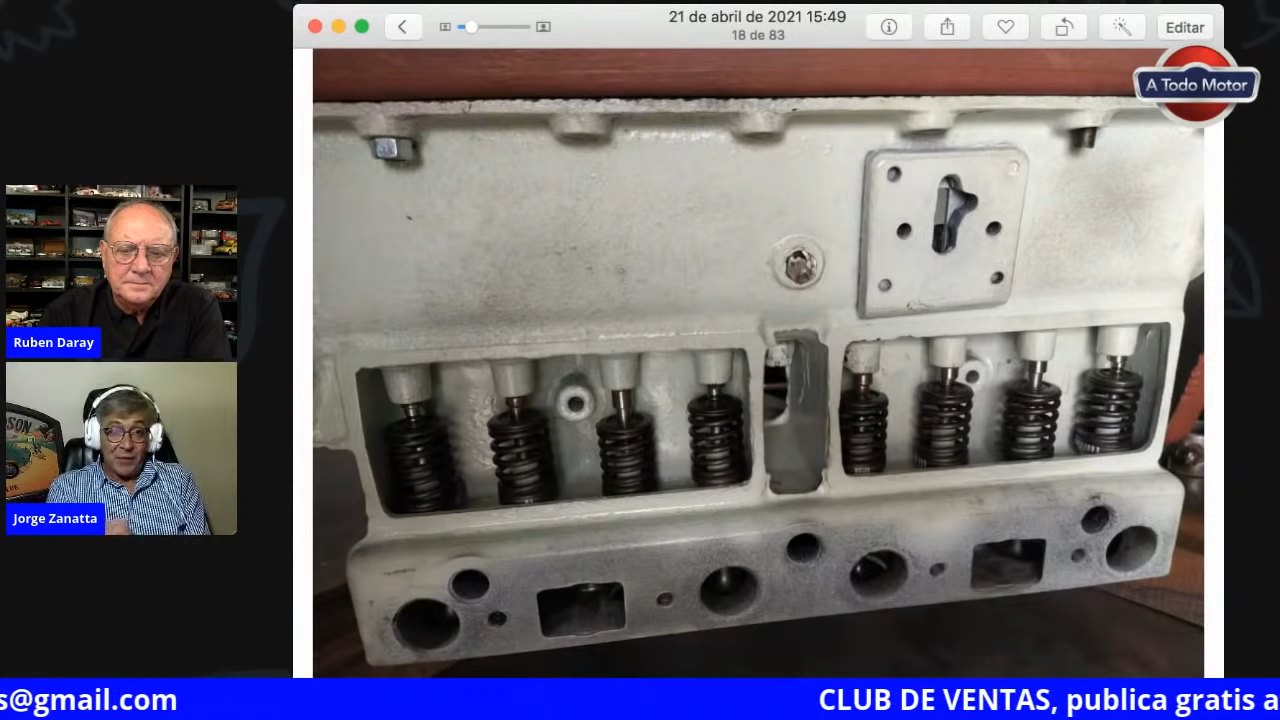 21 de abril de 2021 15:49
18 de 83
Editar
A Todo Motor
Ruben Daray
SON
Jorge Zanatta
s@gmail.com
CLUB DE VENTAS, publica gratis a